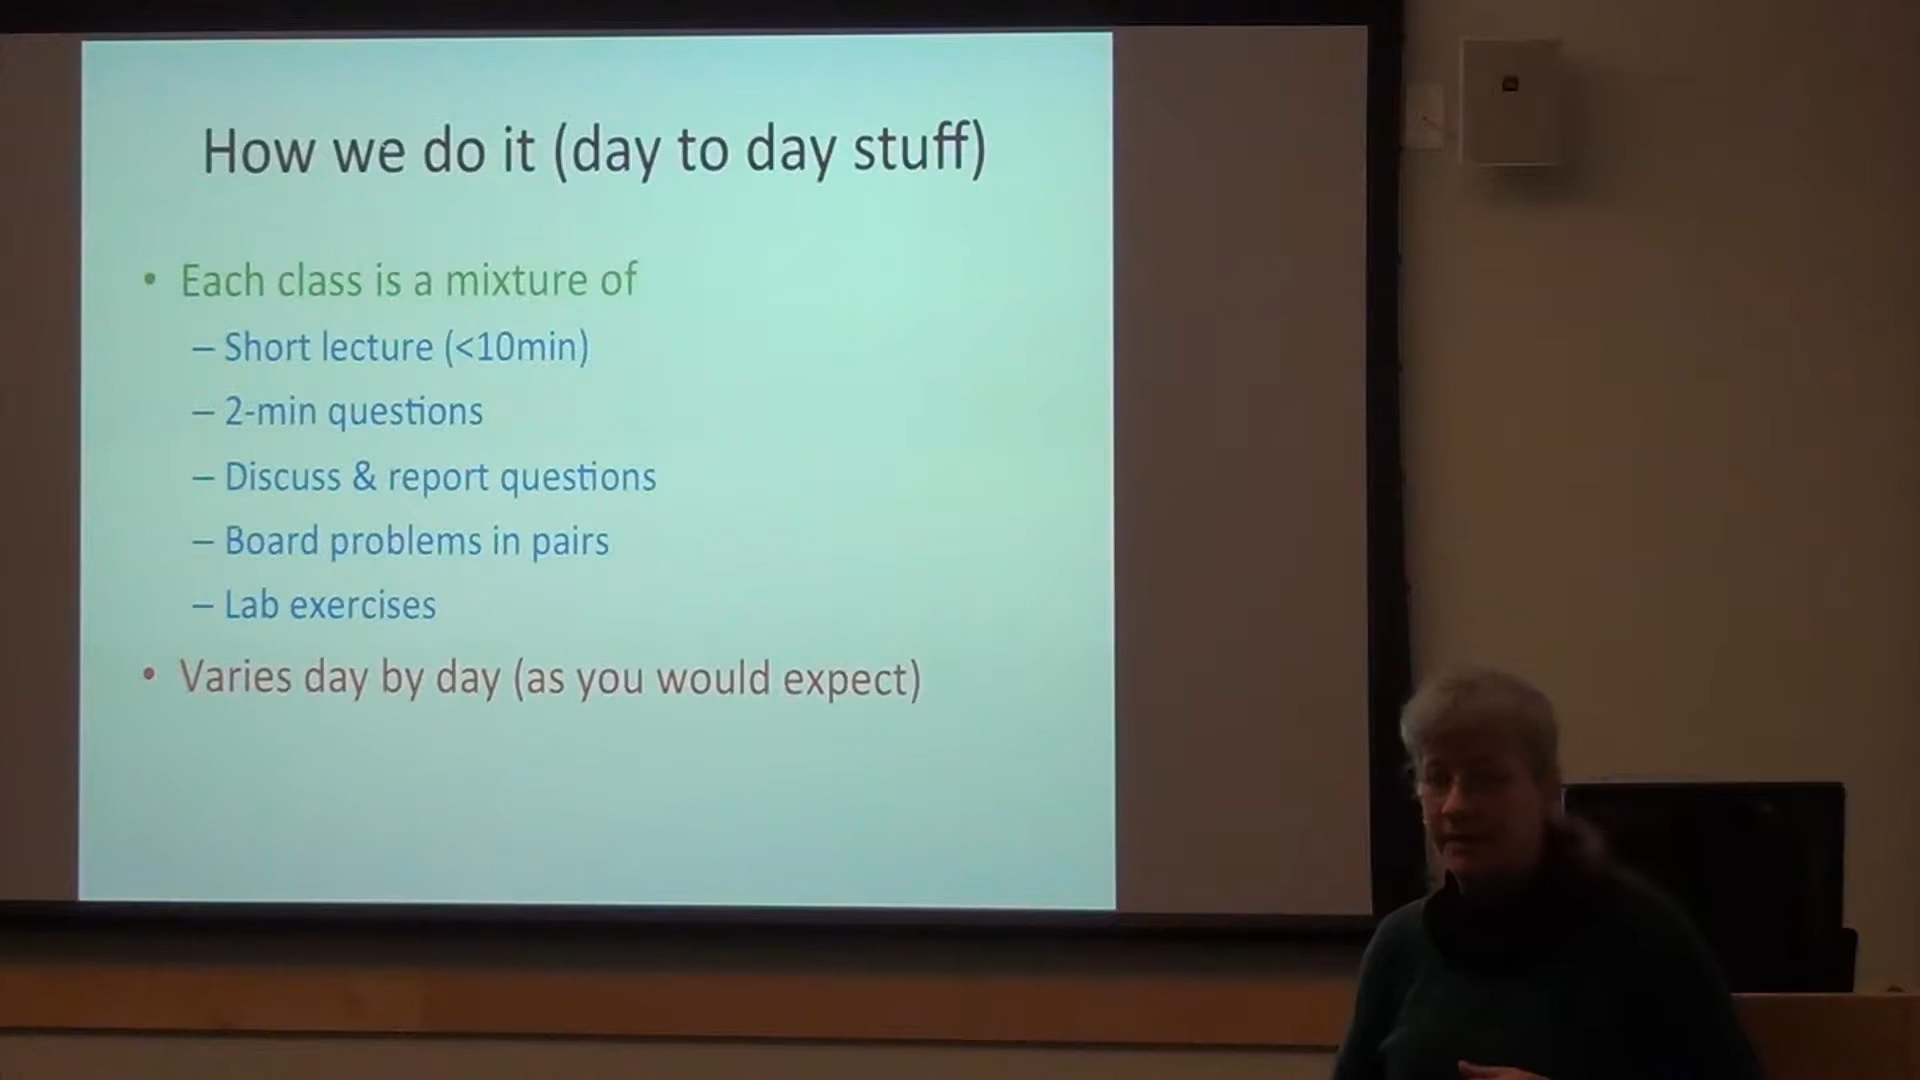 How we do it (day to day stuff)
• Each class is a mixture of
– Short lecture (<10min)
– 2-min questions
– Discuss & report questions
– Board problems in pairs
– Lab exercises
• Varies day by day (as you would expect)